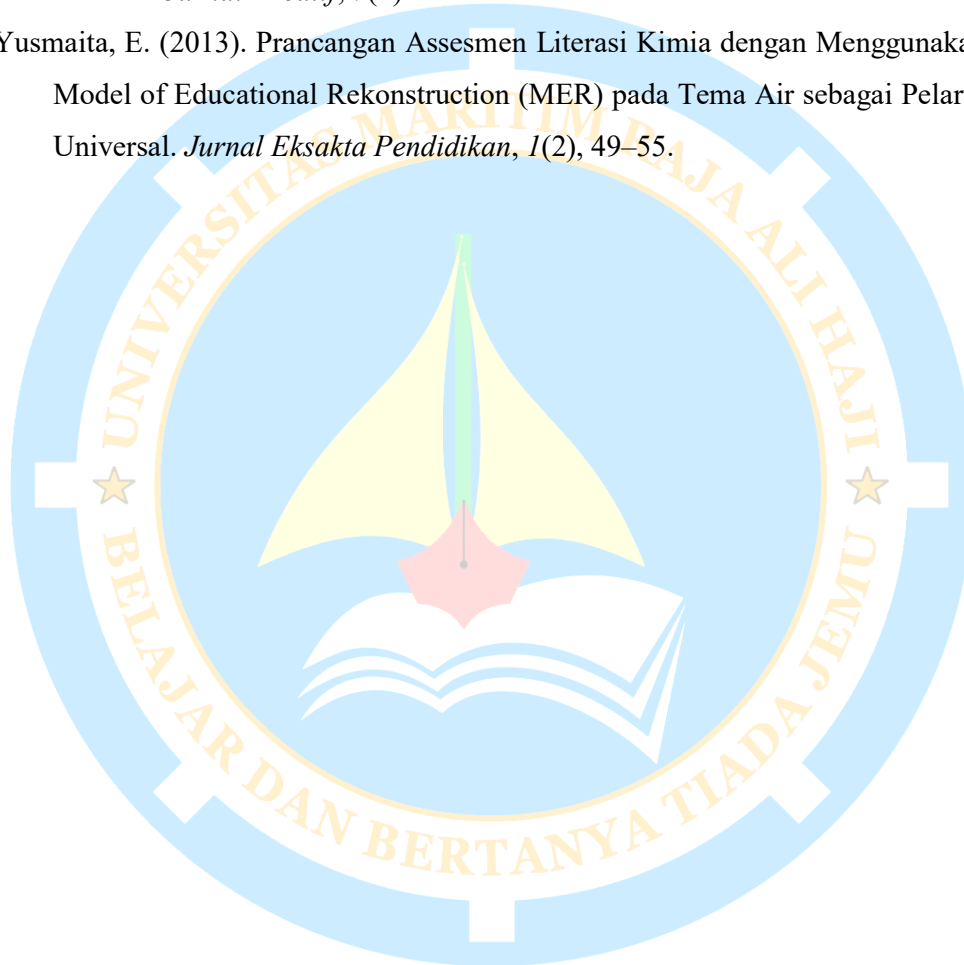 Yusmaita, E. (2013). Prancangan Assesmen Literasi Kimia dengan Menggunaka
Model of Educational Rekonstruction (MER) pada Tema Air sebagai Pelar
Universal. Jurnal Eksakta Pendidikan, 1(2), 49–55.
UNIVERSITAS MARITIM RAJA ALI HAJI
BELAJAR DAN BERTANYA TIADA JEMU